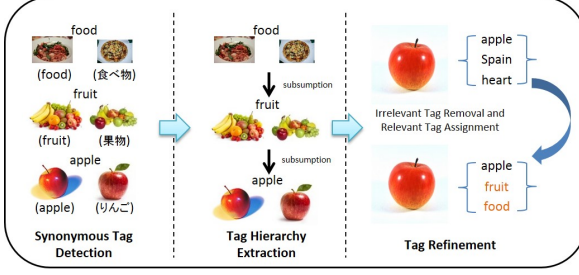 food
(food) (食べ物)
fruit
(fruit) (果物)
apple
(apple) (りんご)
Synonymous Tag
Detection
food
subsumption
fruit
subsumption
apple
Tag Hierarchy
Extraction
apple
Spain
heart
Irrelevant Tag Removal and
Relevant Tag Assignment
apple
fruit
food
Tag Refinement